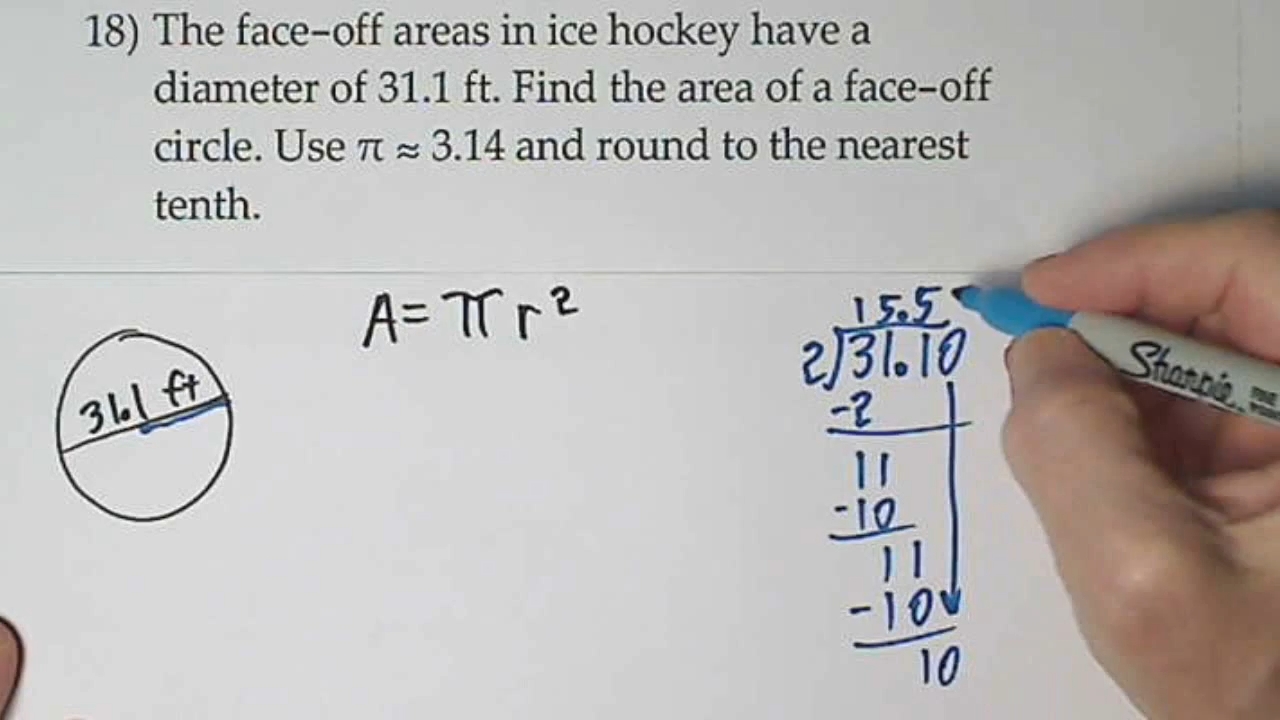 18) The face-off areas in ice hockey have a
diameter of 31.1 ft. Find the area of a face-off
circle. Use π ≈ 3.14 and round to the nearest
tenth.
A = π r²
31.1 ft
15.5
2)31.10
-2
11
-10
11
-10
10
Sharpie